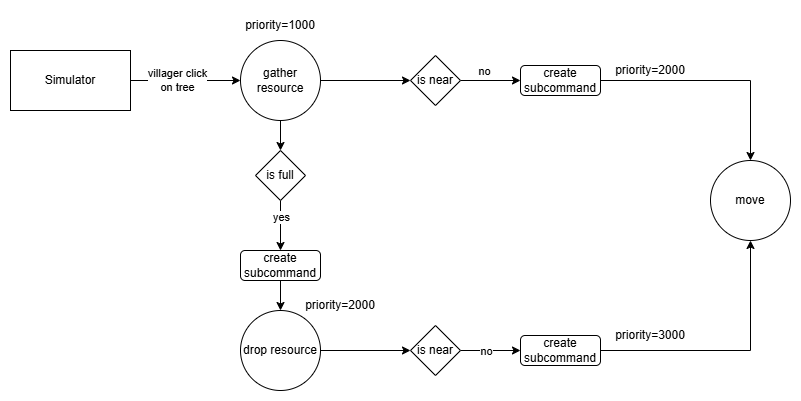 priority=1000
Simulator
villager click
on tree
gather
resource
is near
no
create
subcommand
priority=2000
is full
yes
move
create
subcommand
priority=2000
drop resource
is near
no
create
subcommand
priority=3000